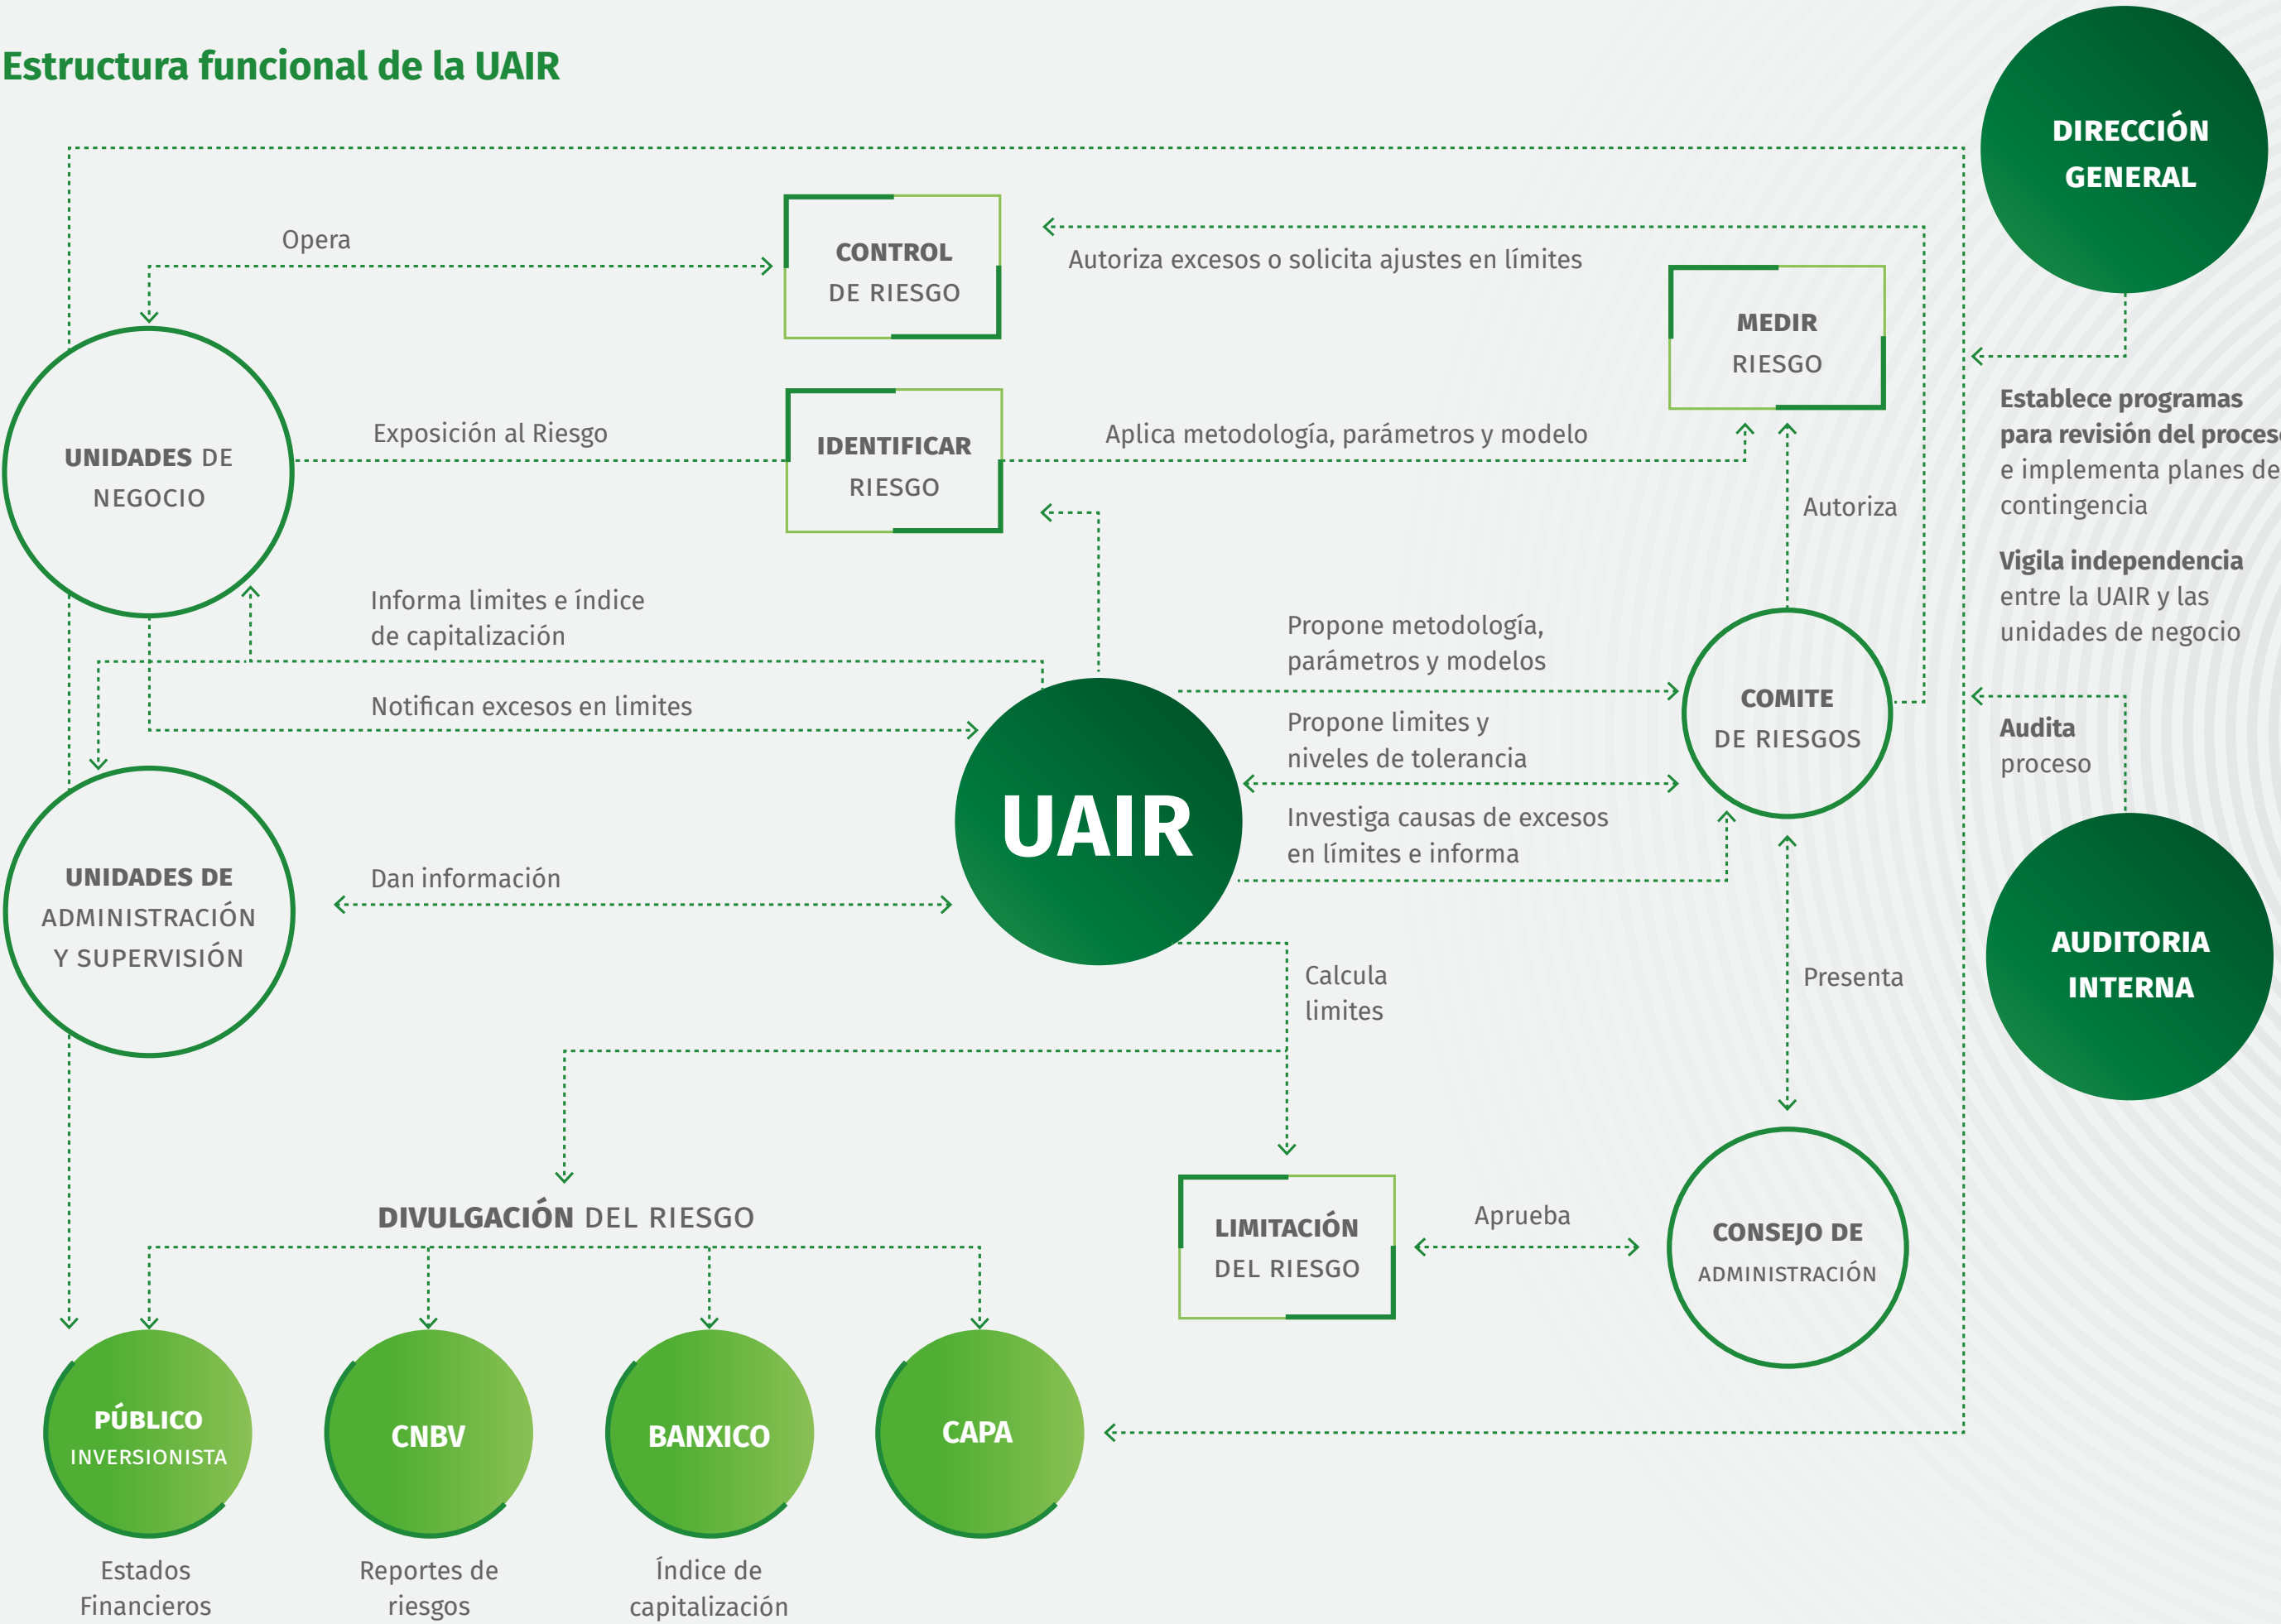 Estructura funcional de la UAIR
DIRECCIÓN
GENERAL
Opera
CONTROL
DE RIESGO
Autoriza excesos o solicita ajustes en límites
MEDIR
RIESGO
Establece programas
para revisión del proceso
e implementa planes de
contingencia
Vigila independencia
entre la UAIR y las
unidades de negocio
UNIDADES DE
NEGOCIO
Exposición al Riesgo
IDENTIFICAR
RIESGO
Aplica metodología, parámetros y modelo
Autoriza
Informa limites e índice
de capitalización
Notifican excesos en limites
Propone metodología,
parámetros y modelos
Propone limites y
niveles de tolerancia
Investiga causas de excesos
en límites e informa
COMITE
DE RIESGOS
Audita
proceso
UAIR
UNIDADES DE
ADMINISTRACIÓN
Y SUPERVISIÓN
Dan información
Calcula
limites
Presenta
AUDITORIA
INTERNA
DIVULGACIÓN DEL RIESGO
LIMITACIÓN
DEL RIESGO
Aprueba
CONSEJO DE
ADMINISTRACIÓN
PÚBLICO
INVERSIONISTA
CNBV
BANXICO
CAPA
Estados
Financieros
Reportes de
riesgos
Índice de
capitalización